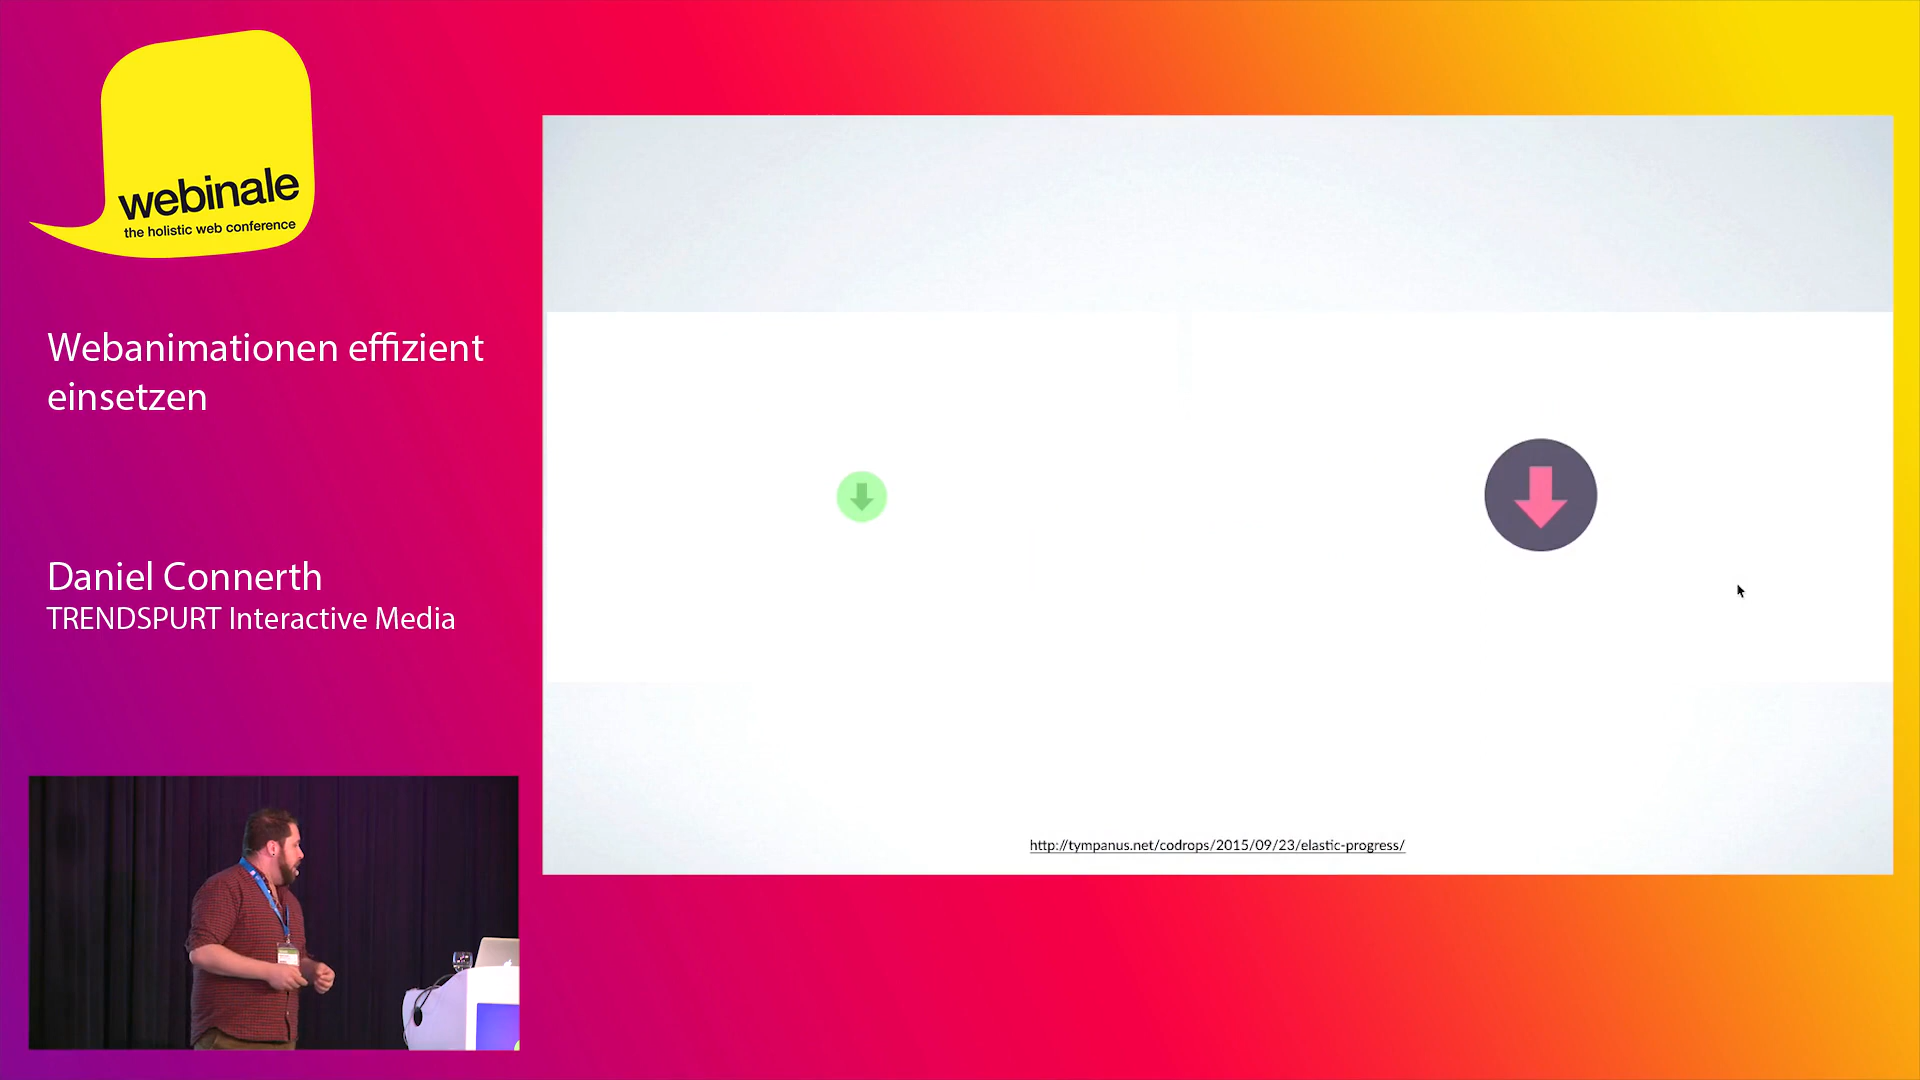 webinale
the holistic web conference
Webanimationen effizient
einsetzen
Daniel Connerth
TRENDSPURT Interactive Media
http://tympanus.net/codrops/2015/09/23/elastic-progress/